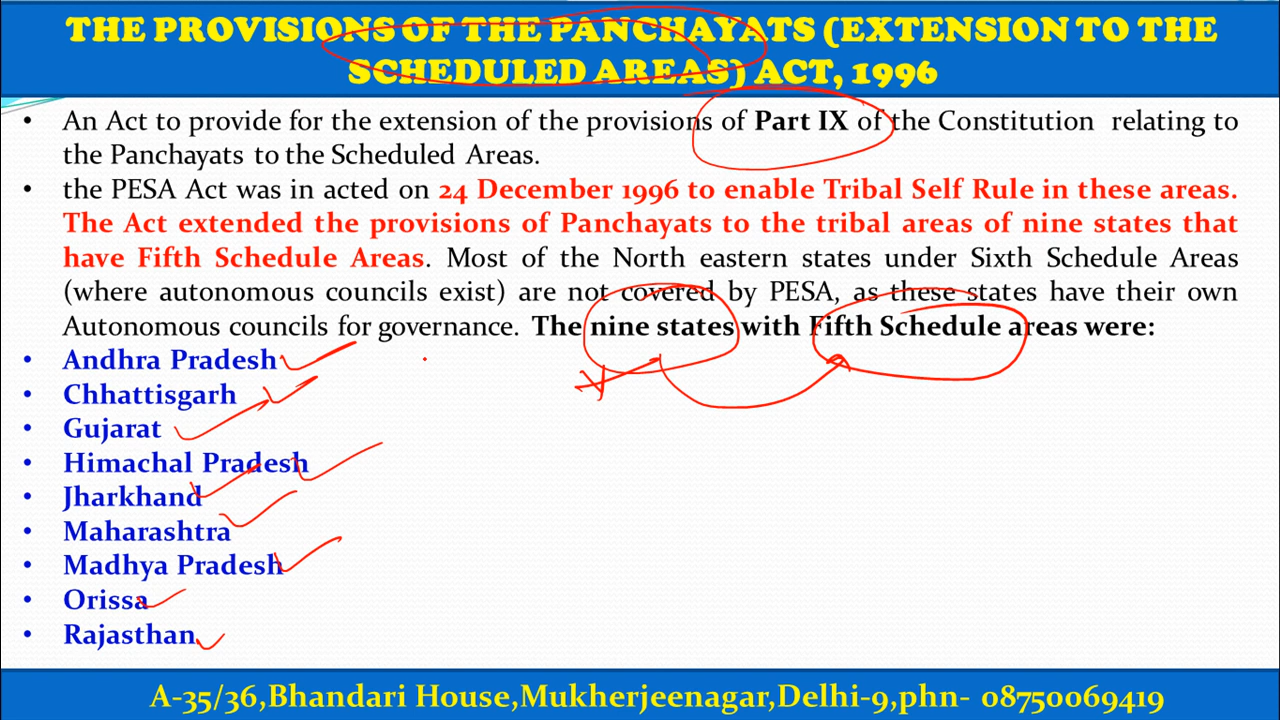 THE PROVISIONS OF THE PANCHAYATS (EXTENSION TO THE
SCHEDULED AREAS) ACT, 1996
• An Act to provide for the extension of the provisions of Part IX of the Constitution relating to
the Panchayats to the Scheduled Areas.
• the PESA Act was in acted on 24 December 1996 to enable Tribal Self Rule in these areas.
The Act extended the provisions of Panchayats to the tribal areas of nine states that
have Fifth Schedule Areas. Most of the North eastern states under Sixth Schedule Areas
(where autonomous councils exist) are not covered by PESA, as these states have their own
Autonomous councils for governance. The nine states with Fifth Schedule areas were:
• Andhra Pradesh
• Chhattisgarh
• Gujarat
• Himachal Pradesh
• Jharkhand
• Maharashtra
• Madhya Pradesh
• Orissa
• Rajasthan
A-35/36,Bhandari House,Mukherjeenagar,Delhi-9,phn- 08750069419